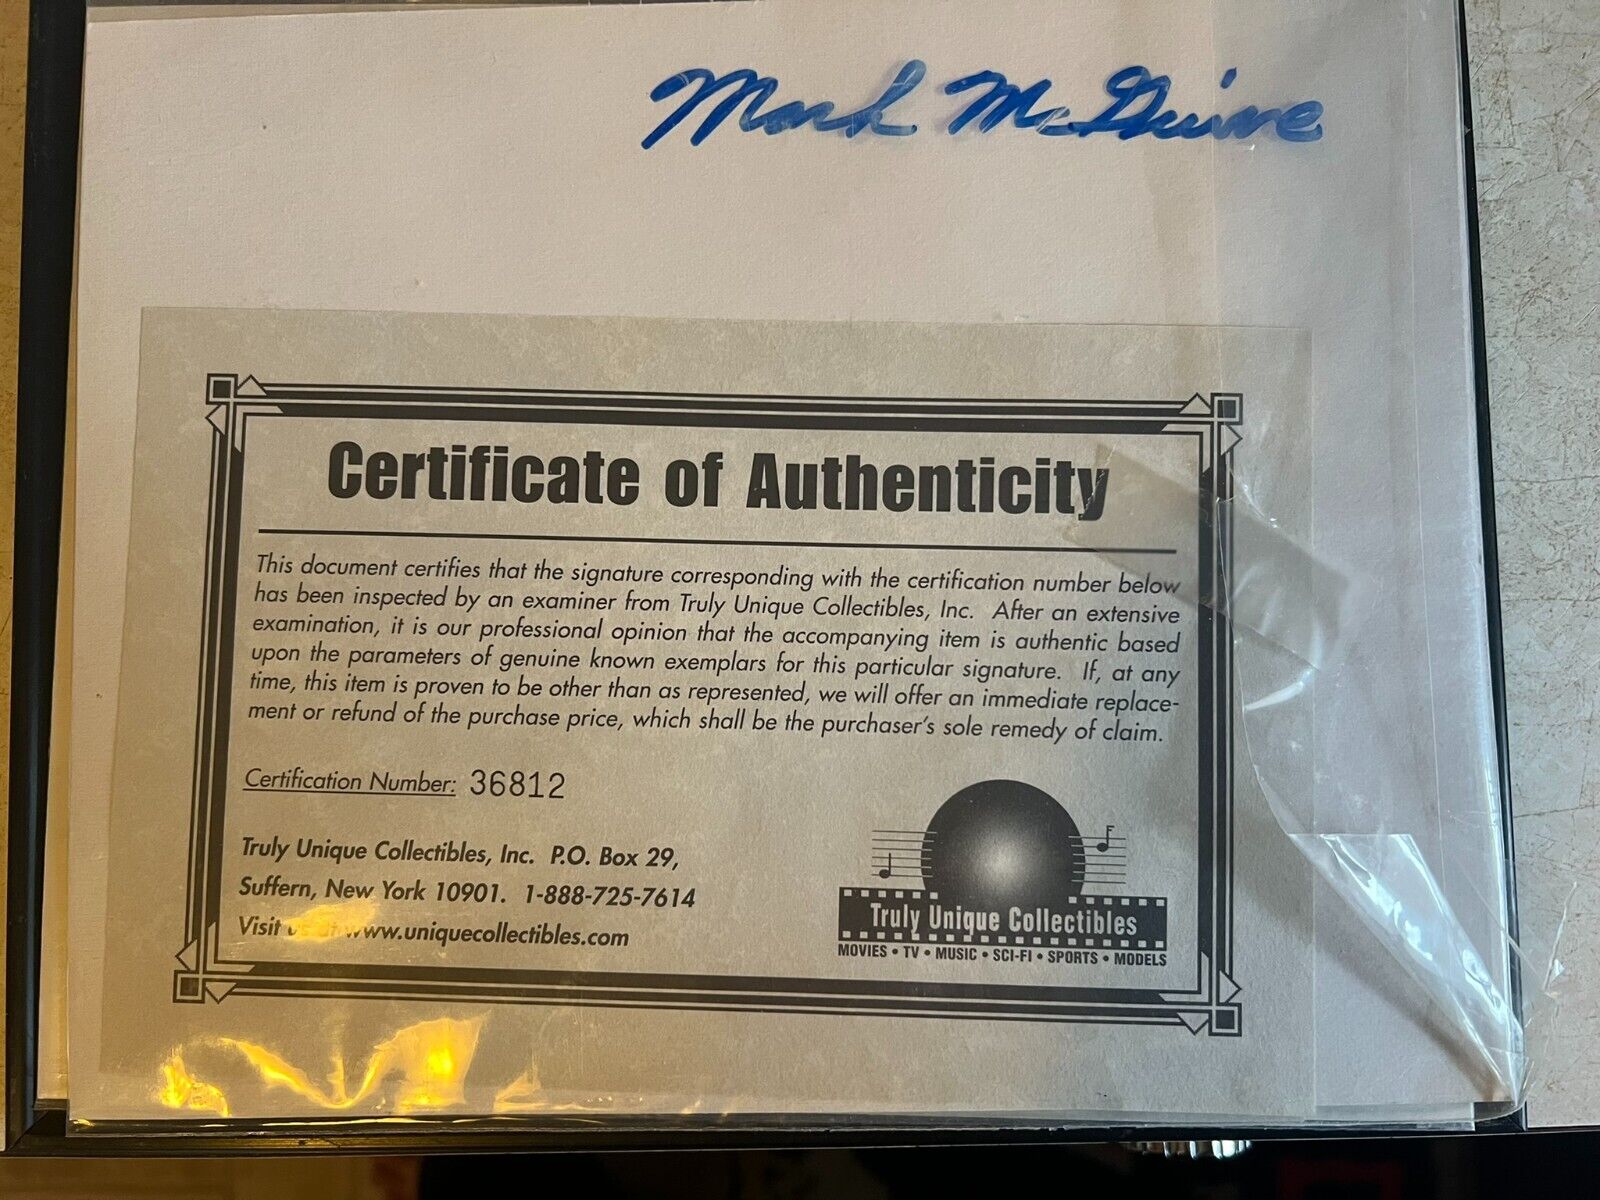 Mark McGwire
Certificate of Authenticity
This document certifies that the signature corresponding with the certification number below
has been inspected by an examiner from Truly Unique Collectibles, Inc. After an extensive
examination, it is our professional opinion that the accompanying item is authentic based
upon the parameters of genuine known exemplars for this particular signature. If, at any
time, this item is proven to be other than as represented, we will offer an immediate replace-
ment or refund of the purchase price, which shall be the purchaser's sole remedy of claim.
Certification Number: 36812
Truly Unique Collectibles, Inc. P.O. Box 29,
Suffern, New York 10901. 1-888-725-7614
Visit us at www.uniquecollectibles.com
Truly Unique Collectibles
MOVIES • TV • MUSIC • SCI-FI • SPORTS • MODELS